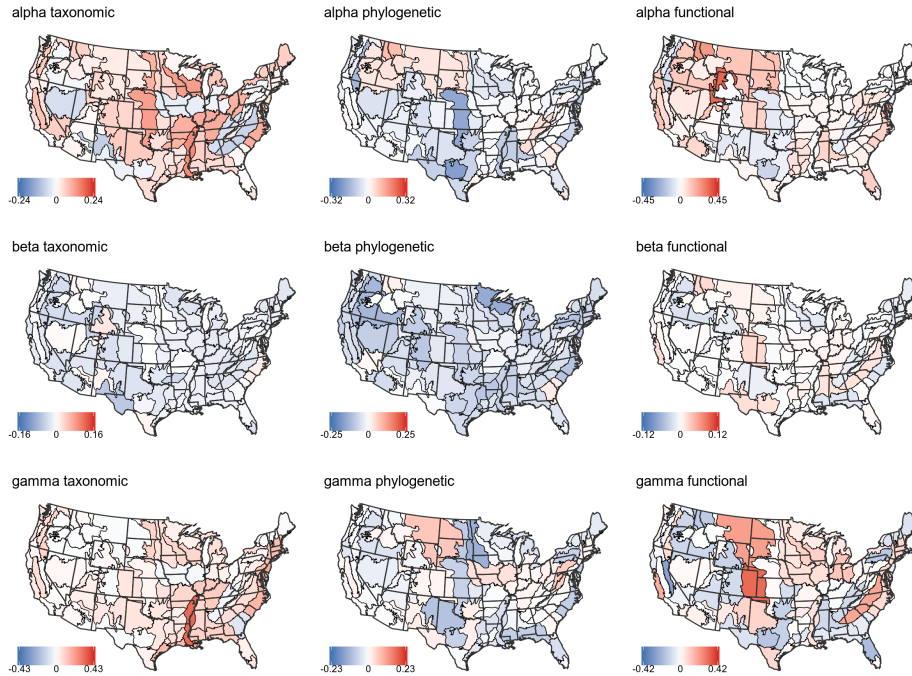 alpha taxonomic
alpha phylogenetic
alpha functional
-0.24 0 0.24
-0.32 0 0.32
-0.45 0 0.45
beta taxonomic
beta phylogenetic
beta functional
-0.16 0 0.16
-0.25 0 0.25
-0.12 0 0.12
gamma taxonomic
gamma phylogenetic
gamma functional
-0.43 0 0.43
-0.23 0 0.23
-0.42 0 0.42